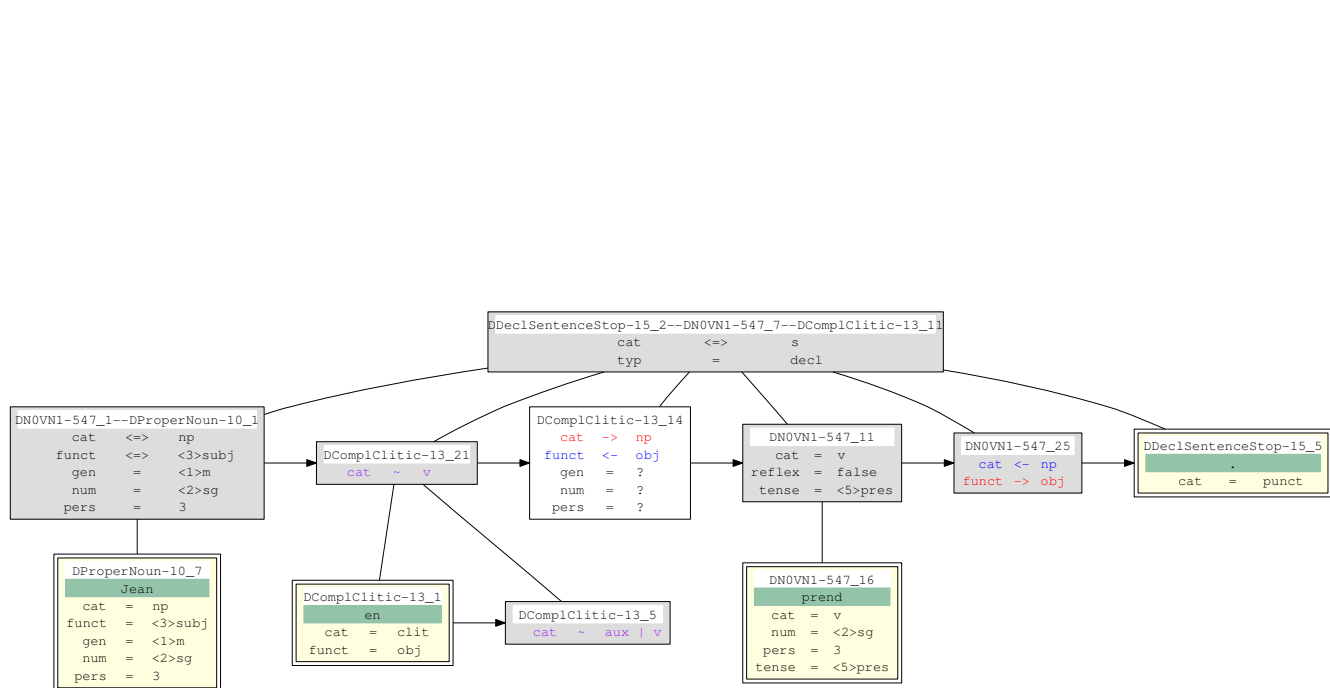 DDeclSentenceStop-15_2--DN0VN1-547_7--DComplClitic-13_11
cat <=> s
typ = decl
DN0VN1-547_1--DProperNoun-10_1
cat <=> np
funct <=> <3>subj
gen = <1>m
num = <2>sg
pers = 3
DComplClitic-13_21
cat ~ v
DComplClitic-13_14
cat -> np
funct <- obj
gen = ?
num = ?
pers = ?
DN0VN1-547_11
cat = v
reflex = false
tense = <5>pres
DN0VN1-547_25
cat <- np
funct -> obj
DDeclSentenceStop-15_5
.
cat = punct
DProperNoun-10_7
Jean
cat = np
funct = <3>subj
gen = <1>m
num = <2>sg
pers = 3
DComplClitic-13_1
en
cat = clit
funct = obj
DComplClitic-13_5
cat ~ aux | v
DN0VN1-547_16
prend
cat = v
num = <2>sg
pers = 3
tense = <5>pres